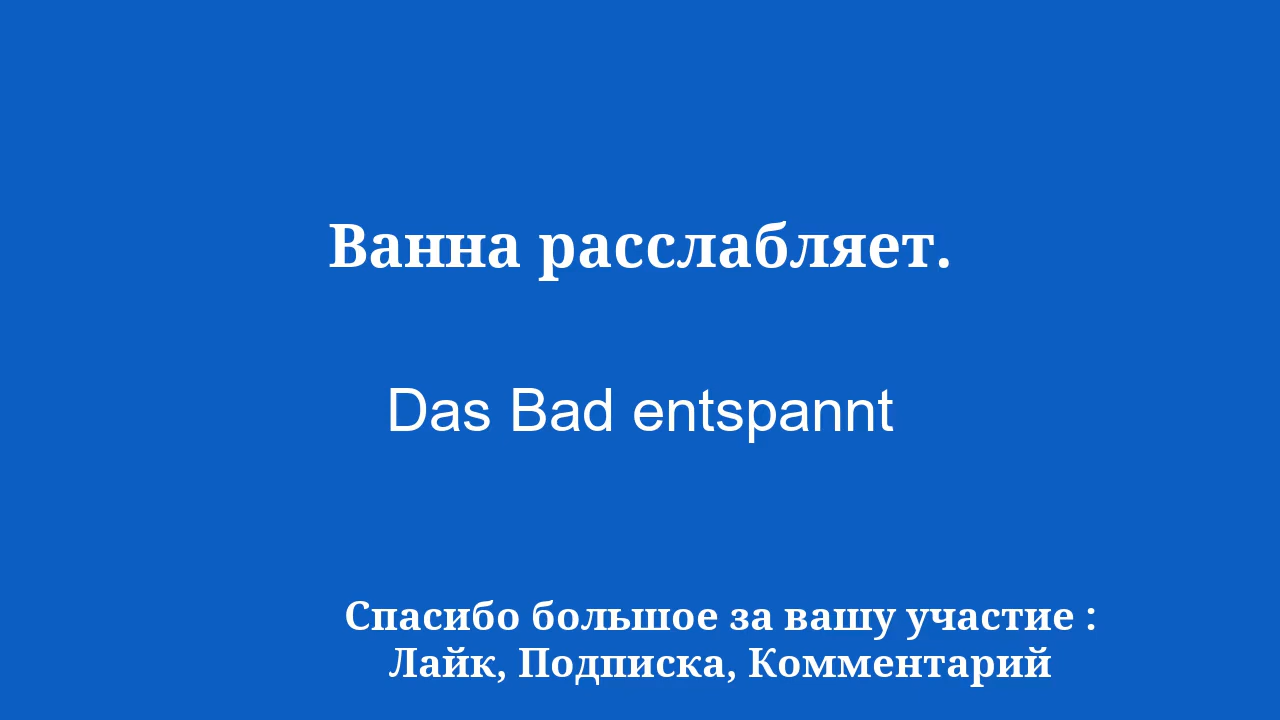 Ванна расслабляет.
Das Bad entspannt
Спасибо большое за вашу участие :
Лайк, Подписка, Комментарий